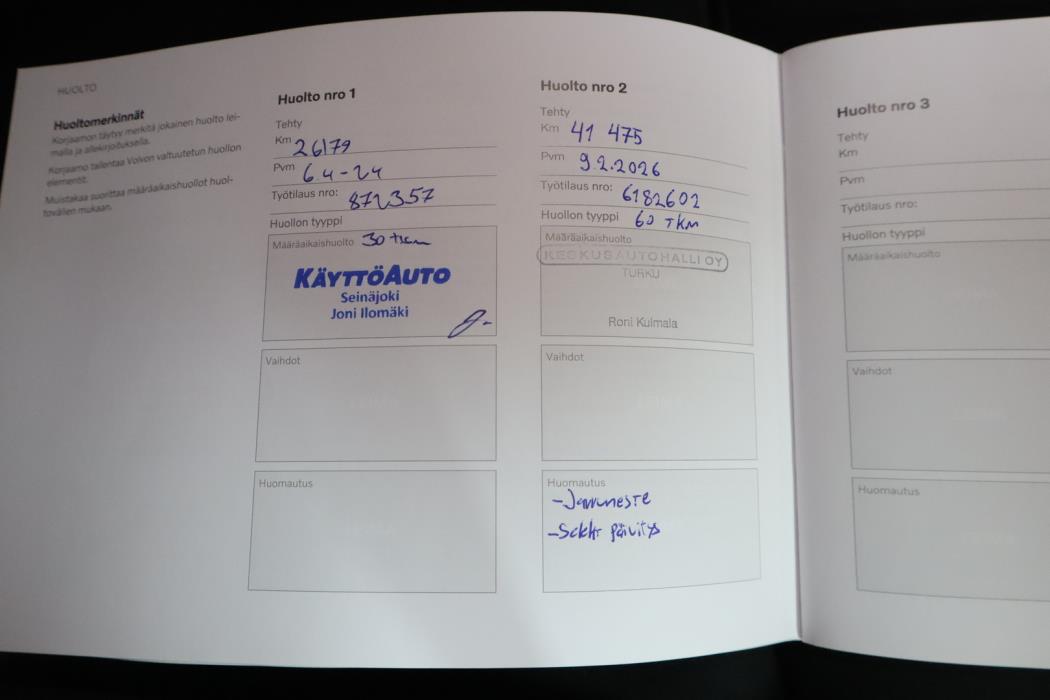 HUOLTO
Huoltomerkinnät
Korjaamon täytyy merkitä jokainen huolto lei-
malla ja allekirjoituksella.
Korjaamo tallentaa Volvon valtuutetun huollon
elementit.
Muistakaa suorittaa määräaikaishuollot huol-
tovälien mukaan.
Huolto nro 1
Tehty
Km 26179
Pvm 6.4-24
Työtilaus nro: 872357
Huollon tyyppi
Määräaikaishuolto 30 tkm
KÄYTTÖAUTO
Seinäjoki
Joni Ilomäki
Vaihdot
Huomautus
Huolto nro 2
Tehty
Km 41 475
Pvm 9.2.2026
Työtilaus nro: 6182602
Huollon tyyppi 60 TKM
Määräaikaishuolto
KESKUSAUTOHALLI OY
TURKU
Roni Kulmala
Vaihdot
Huomautus
-Jarruneste
Huolto nro 3
Tehty
Km
Pvm
Työtilaus nro:
Huollon tyyppi
Määräaikaishuolto
Vaihdot
Huomautus